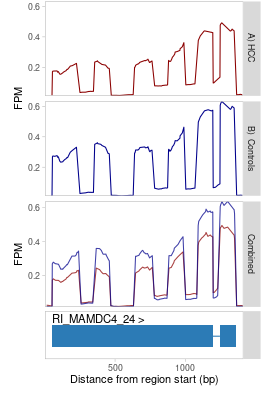 0.6
0.4
0.2
A) HCC
FPM
0.6
0.4
0.2
B) Controls
0.6
0.4
0.2
Combined
FPM
RI_MAMDC4_24 >
500
1000
Distance from region start (bp)